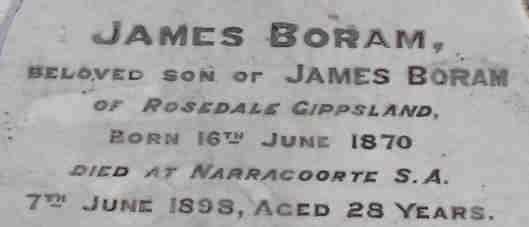 JAMES BORAM,
BELOVED SON OF JAMES BORAM
OF ROSEDALE GIPPSLAND,
BORN 16TH JUNE 1870
DIED AT NARRACOORTE S.A.
7TH JUNE 1898, AGED 28 YEARS.